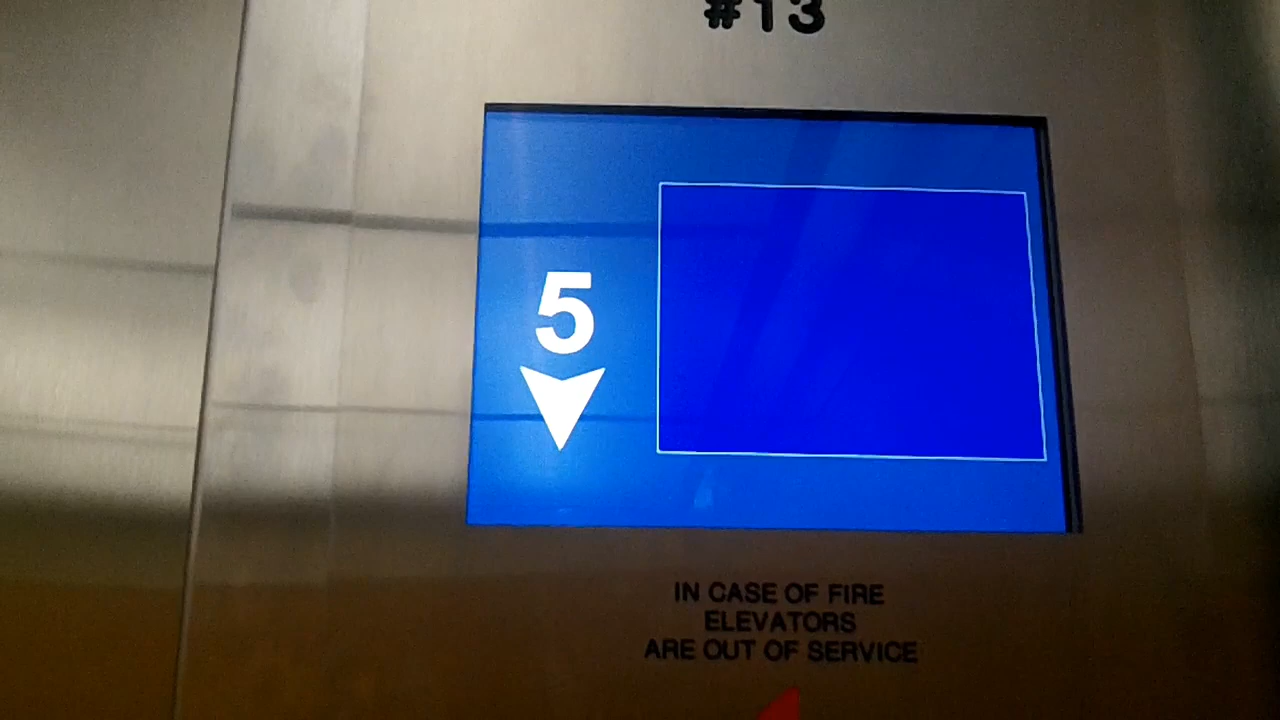 #13
5
IN CASE OF FIRE
ELEVATORS
ARE OUT OF SERVICE